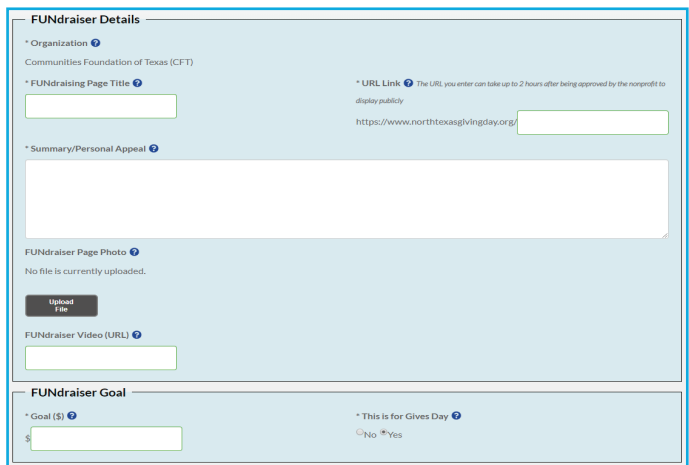 FUNdraiser Details
* Organization ?
Communities Foundation of Texas (CFT)
* FUNdraising Page Title ?
* URL Link ? The URL you enter can take up to 2 hours after being approved by the nonprofit to
display publicly
https://www.northtexasgivingday.org/
* Summary/Personal Appeal ?
FUNdraiser Page Photo ?
No file is currently uploaded.
Upload
File
FUNdraiser Video (URL) ?
FUNdraiser Goal
* Goal ($) ?
$
* This is for Gives Day ?
No Yes